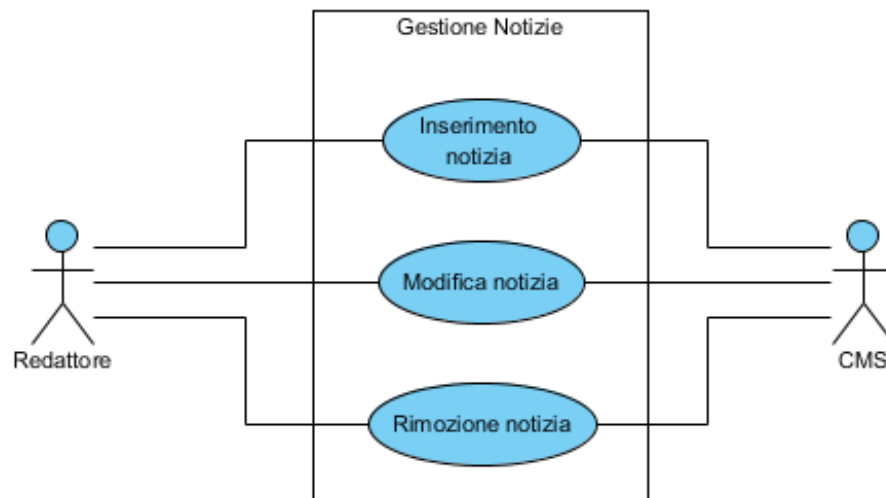 Gestione Notizie
Inserimento
notizia
Modifica notizia
Redattore
CMS
Rimozione notizia